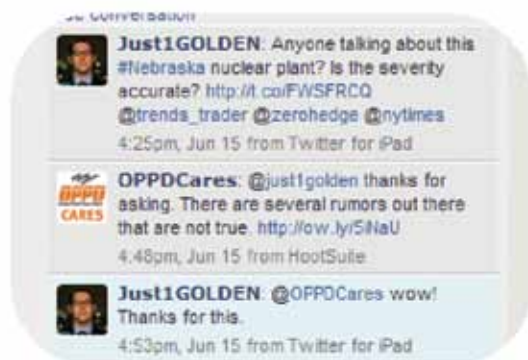 conversation
Just1GOLDEN: Anyone talking about this
#Nebraska nuclear plant? Is the severity
accurate? http://t.co/FWSFRCQ
@trends_trader @zerohedge @nytimes
4:25pm, Jun 15 from Twitter for iPad
OPPD
CARES
OPPDCares: @just1golden thanks for
asking. There are several rumors out there
that are not true. http://ow.ly/5iNaU
4:48pm, Jun 15 from HootSuite
Just1GOLDEN: @OPPDCares wow!
Thanks for this.
4:53pm, Jun 15 from Twitter for iPad